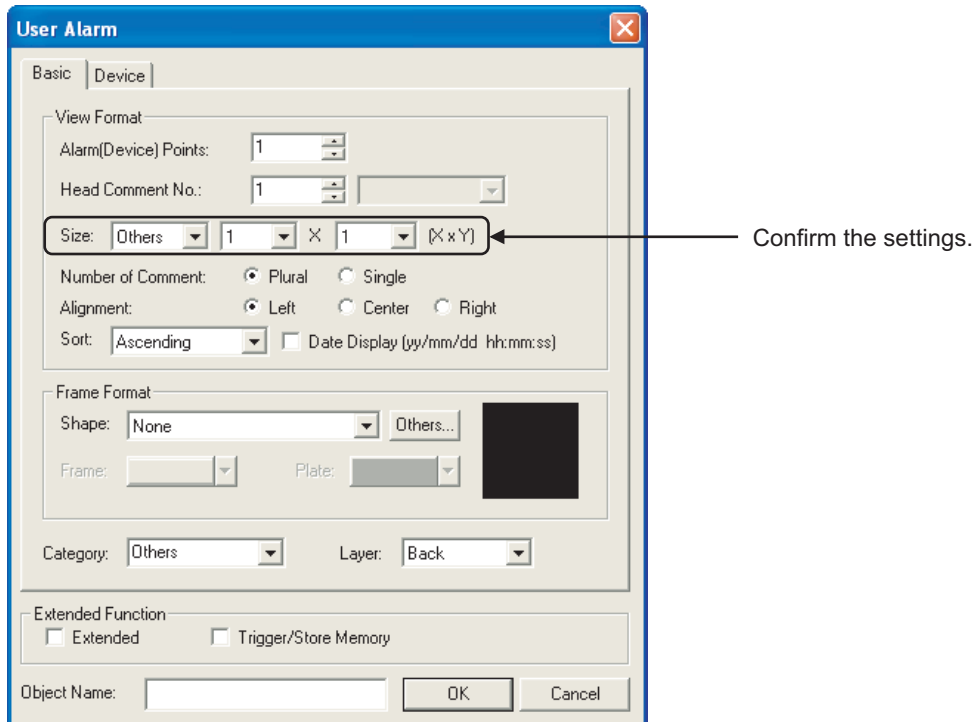 User Alarm
Basic Device
View Format
Alarm(Device) Points: 1
Head Comment No.: 1
Size: Others 1 X 1 (X x Y)
Confirm the settings.
Number of Comment: Plural Single
Alignment: Left Center Right
Sort: Ascending Date Display (yy/mm/dd hh:mm:ss)
Frame Format
Shape: None Others...
Frame: Plate:
Category: Others Layer: Back
Extended Function
Extended Trigger/Store Memory
Object Name: OK Cancel